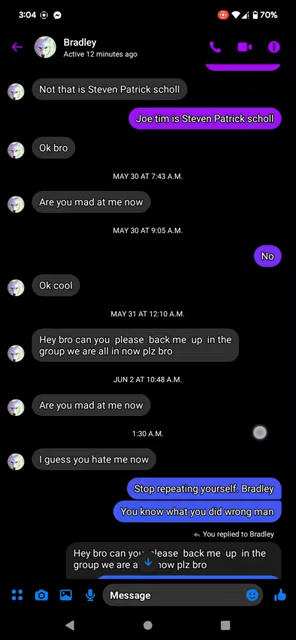 3:04
70%
Bradley
Active 12 minutes ago
Not that is Steven Patrick scholl
Joe tim is Steven Patrick scholl
Ok bro
MAY 30 AT 7:43 A.M.
Are you mad at me now
MAY 30 AT 9:05 A.M.
No
Ok cool
MAY 31 AT 12:10 A.M.
Hey bro can you please back me up in the
group we are all in now plz bro
JUN 2 AT 10:48 A.M.
Are you mad at me now
1:30 A.M.
I guess you hate me now
Stop repeating yourself Bradley
You know what you did wrong man
You replied to Bradley
Hey bro can you please back me up in the
group we are a now plz bro
Message